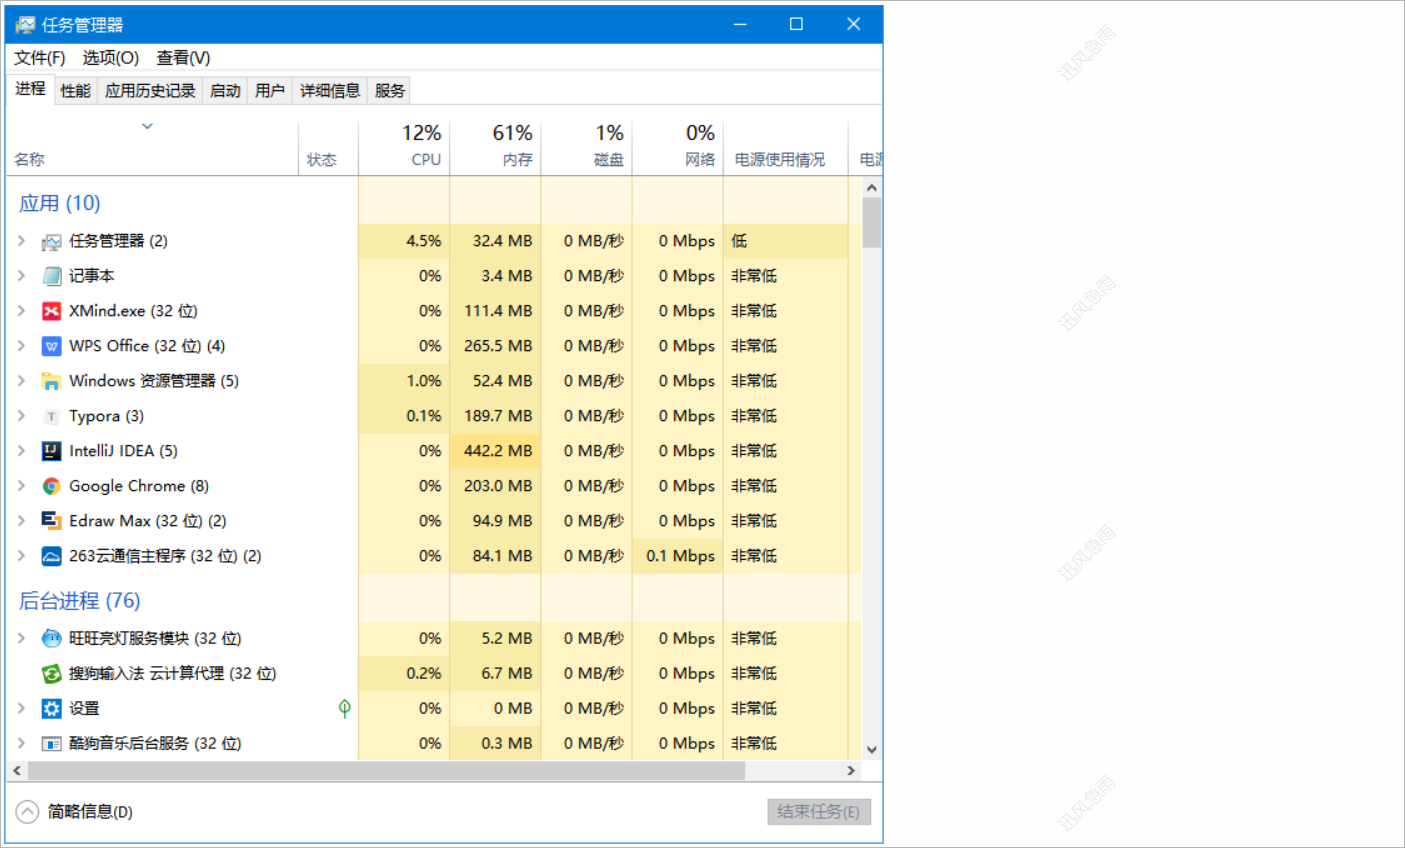 任务管理器
文件(F) 选项(O) 查看(V)
进程 性能 应用历史记录 启动 用户 详细信息 服务
12% 61% 1% 0%
名称 状态 CPU 内存 磁盘 网络 电源使用情况 电源
应用 (10)
任务管理器 (2) 4.5% 32.4 MB 0 MB/秒 0 Mbps 低
记事本 0% 3.4 MB 0 MB/秒 0 Mbps 非常低
XMind.exe (32 位) 0% 111.4 MB 0 MB/秒 0 Mbps 非常低
WPS Office (32 位) (4) 0% 265.5 MB 0 MB/秒 0 Mbps 非常低
Windows 资源管理器 (5) 1.0% 52.4 MB 0 MB/秒 0 Mbps 非常低
Typora (3) 0.1% 189.7 MB 0 MB/秒 0 Mbps 非常低
IntelliJ IDEA (5) 0% 442.2 MB 0 MB/秒 0 Mbps 非常低
Google Chrome (8) 0% 203.0 MB 0 MB/秒 0 Mbps 非常低
Edraw Max (32 位) (2) 0% 94.9 MB 0 MB/秒 0 Mbps 非常低
263云通信主程序 (32 位) (2) 0% 84.1 MB 0 MB/秒 0.1 Mbps 非常低
后台进程 (76)
旺旺亮灯服务模块 (32 位) 0% 5.2 MB 0 MB/秒 0 Mbps 非常低
搜狗输入法 云计算代理 (32 位) 0.2% 6.7 MB 0 MB/秒 0 Mbps 非常低
设置 0% 0 MB 0 MB/秒 0 Mbps 非常低
酷狗音乐后台服务 (32 位) 0% 0.3 MB 0 MB/秒 0 Mbps 非常低
简略信息(D) 结束任务(E)
迅风急雨
迅风急雨
迅风急雨
迅风急雨